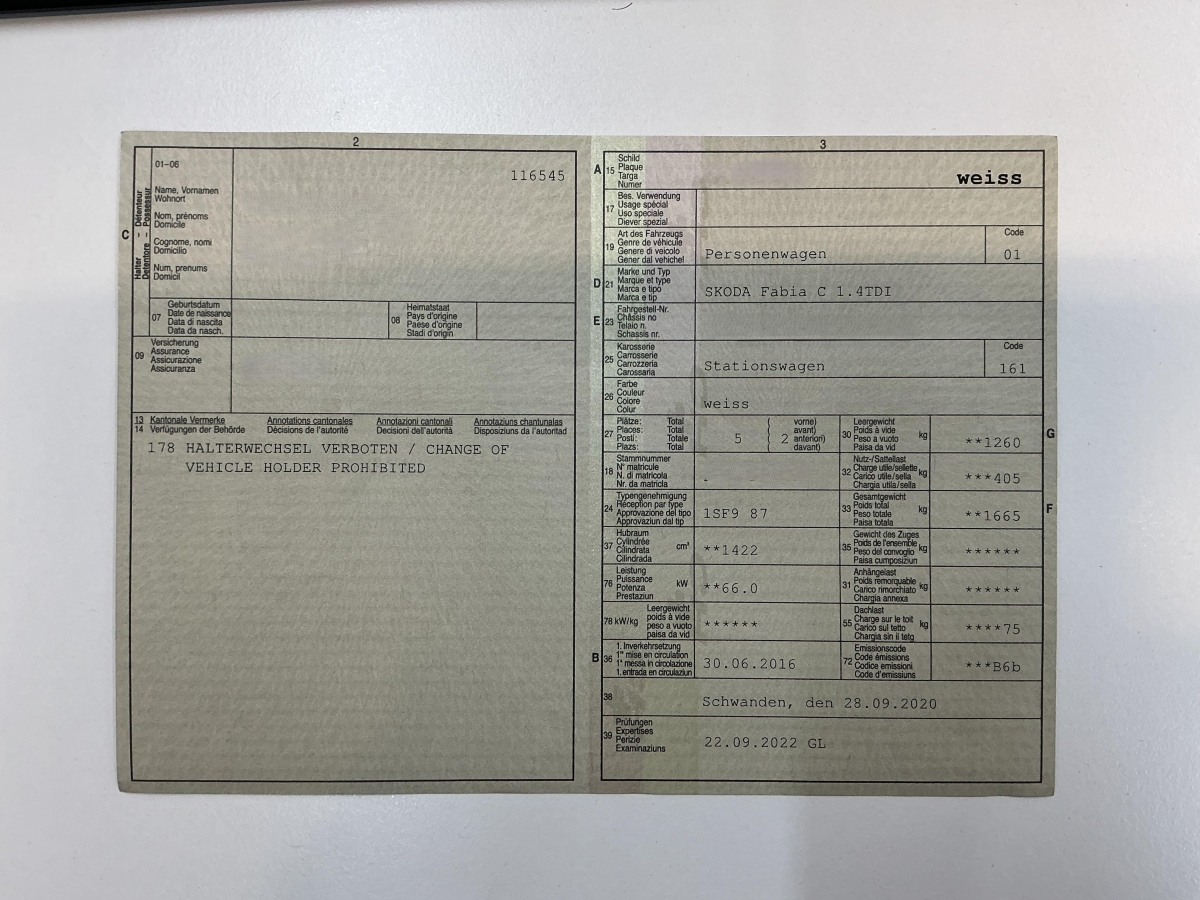 2
01–06
116545
C
Halter – Détenteur
Detentore – Possessur
Name, Vornamen
Wohnort
Nom, prénoms
Domicile
Cognome, nomi
Domicilio
Num, prenums
Domicil
07
Geburtsdatum
Date de naissance
Data di nascita
Data da nasch.
08
Heimatstaat
Pays d'origine
Paese d'origine
Stadi d'origin
09
Versicherung
Assurance
Assicurazione
Assicuranza
13 Kantonale Vermerke Annotations cantonales Annotazioni cantonali Annotaziuns chantunalas
14 Verfügungen der Behörde Décisions de l'autorité Decisioni dell'autorità Disposiziuns da l'autoritad
178 HALTERWECHSEL VERBOTEN / CHANGE OF
VEHICLE HOLDER PROHIBITED
3
A 15
Schild
Plaque
Targa
Numer
weiss
17
Bes. Verwendung
Usage spécial
Uso speciale
Diever spezial
19
Art des Fahrzeugs
Genre de véhicule
Genere di veicolo
Gener dal vehichel
Personenwagen
Code
01
D 21
Marke und Typ
Marque et type
Marca e tipo
Marca e tip
SKODA Fabia C 1.4TDI
E 23
Fahrgestell-Nr.
Châssis no
Telaio n.
Schassis nr.
25
Karosserie
Carrosserie
Carrozzeria
Carossaria
Stationswagen
Code
161
26
Farbe
Couleur
Colore
Colur
weiss
27
Plätze: Total
Places: Total
Posti: Totale
Plazs: Total
5
( vorne)
( avant)
( 2 anteriori)
( davant)
30
Leergewicht
Poids à vide
Peso a vuoto
Paisa da vid
kg
**1260
G
18
Stammnummer
N° matricule
N. di matricola
Nr. da matricla
32
Nutz-/Sattellast
Charge utile/sellette
Carico utile/sella
Chargia utila/sella
kg
***405
24
Typengenehmigung
Réception par type
Approvazione del tipo
Approvaziun dal tip
1SF9 87
33
Gesamtgewicht
Poids total
Peso totale
Paisa totala
kg
**1665
F
37
Hubraum
Cylindrée
Cilindrata
Cilindrada
cm³
**1422
35
Gewicht des Zuges
Poids de l'ensemble
Peso del convoglio
Paisa cumposiziun
kg
******
76
Leistung
Puissance
Potenza
Prestaziun
kW
**66.0
31
Anhängelast
Poids remorquable
Carico rimorchiato
Chargia annexa
kg
******
78 kW/kg
Leergewicht
poids à vide
peso a vuoto
paisa da vid
******
55
Dachlast
Charge sur le toit
Carico sul tetto
Chargia sin il tetg
kg
****75
B 36
1. Inverkehrsetzung
1re mise en circulation
1a messa in circolazione
1. entrada en circulaziun
30.06.2016
72
Emissionscode
Code émissions
Codice emissioni
Code d'emissiuns
***B6b
38
Schwanden, den 28.09.2020
39
Prüfungen
Expertises
Perizie
Examinaziuns
22.09.2022 GL